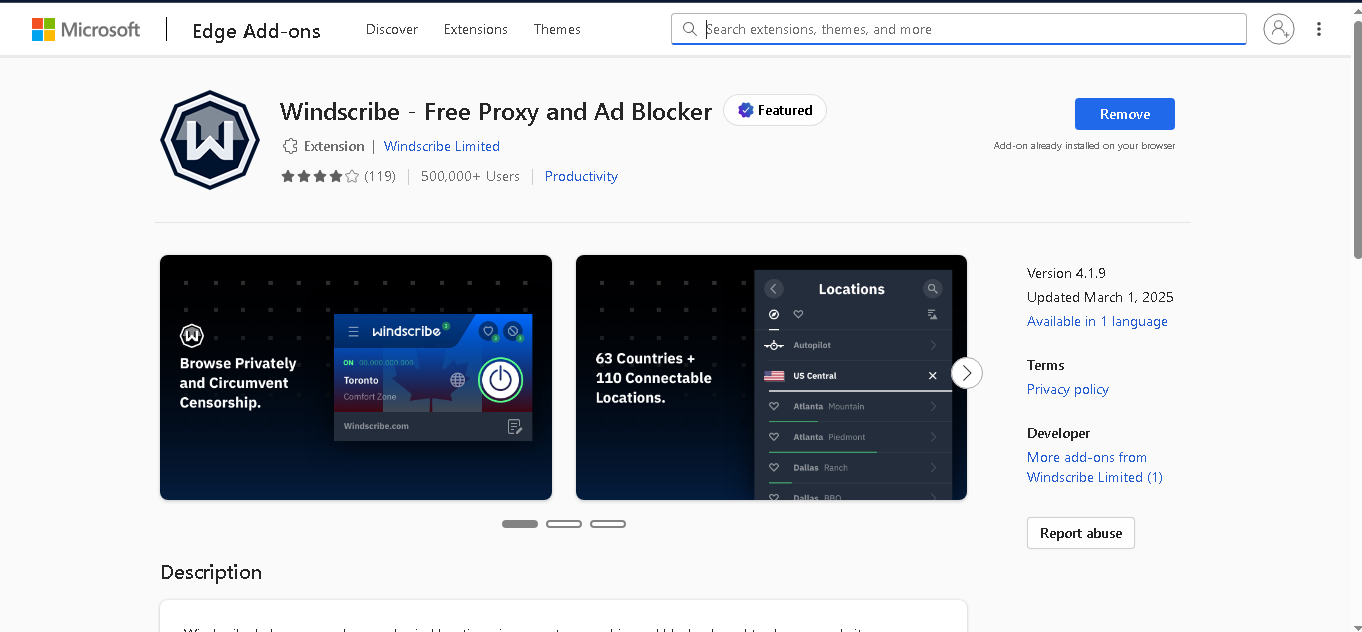 Microsoft
Edge Add-ons
Discover
Extensions
Themes
Search extensions, themes, and more
Windscribe - Free Proxy and Ad Blocker
Featured
Extension | Windscribe Limited
(119)
500,000+ Users
Productivity
Remove
Add-on already installed on your browser
Browse Privately
and Circumvent
Censorship.
windscribe
ON 00.000.000.000
Toronto
Comfort Zone
Windscribe.com
63 Countries +
110 Connectable
Locations.
Locations
Autopilot
US Central
Atlanta Mountain
Atlanta Piedmont
Dallas Ranch
Dallas BBQ
Version 4.1.9
Updated March 1, 2025
Available in 1 language
Terms
Privacy policy
Developer
More add-ons from
Windscribe Limited (1)
Report abuse
Description